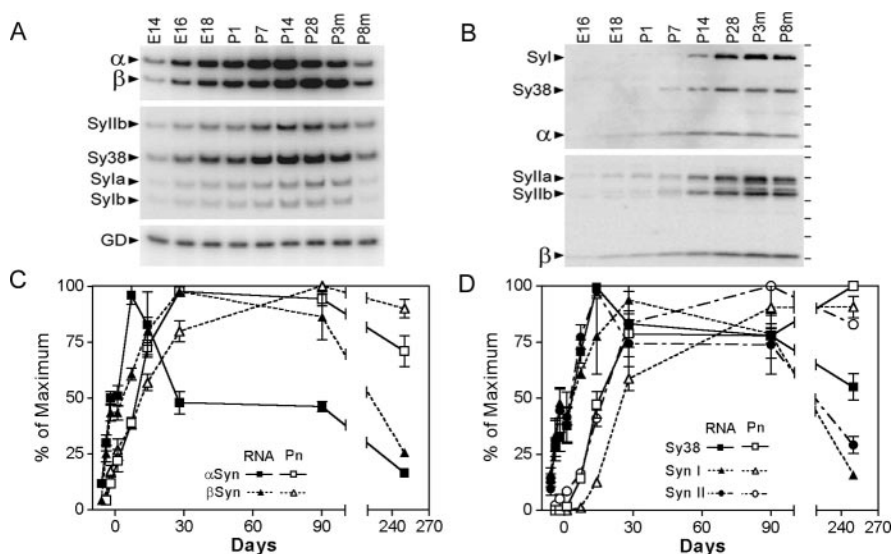 A
E14 E16 E18 P1 P7 P14 P28 P3m P8m
α
β
SyIIb
Sy38
SyIa
SyIb
GD
B
E16 E18 P1 P7 P14 P28 P3m P8m
SyI
Sy38
α
SyIIa
SyIIb
β
C
% of Maximum
100
75
50
25
0
RNA Pn
αSyn
βSyn
0 30 60 90 240 270
Days
D
% of Maximum
100
75
50
25
0
RNA Pn
Sy38
Syn I
Syn II
0 30 60 90 240 270
Days